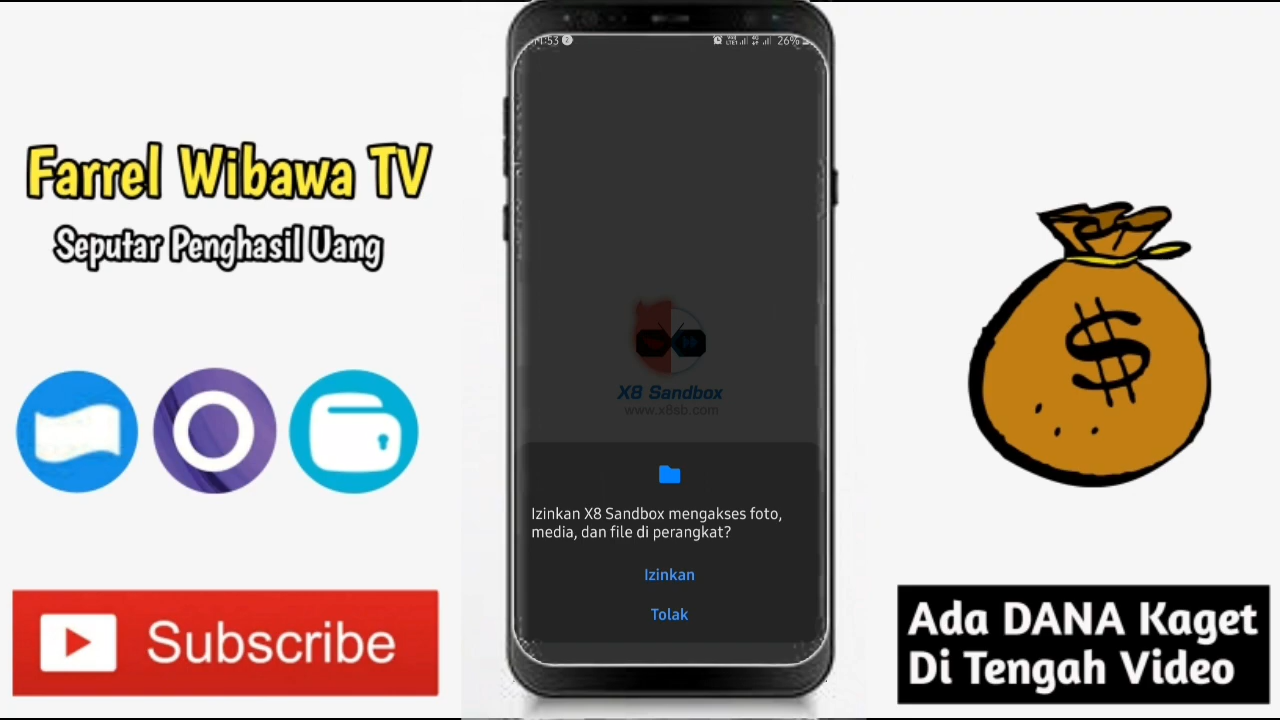 Farrel Wibawa TV
Seputar Penghasil Uang
Subscribe
26%
X8 Sandbox
www.x8sb.com
Izinkan X8 Sandbox mengakses foto,
media, dan file di perangkat?
Izinkan
Tolak
$
Ada DANA Kaget
Di Tengah Video